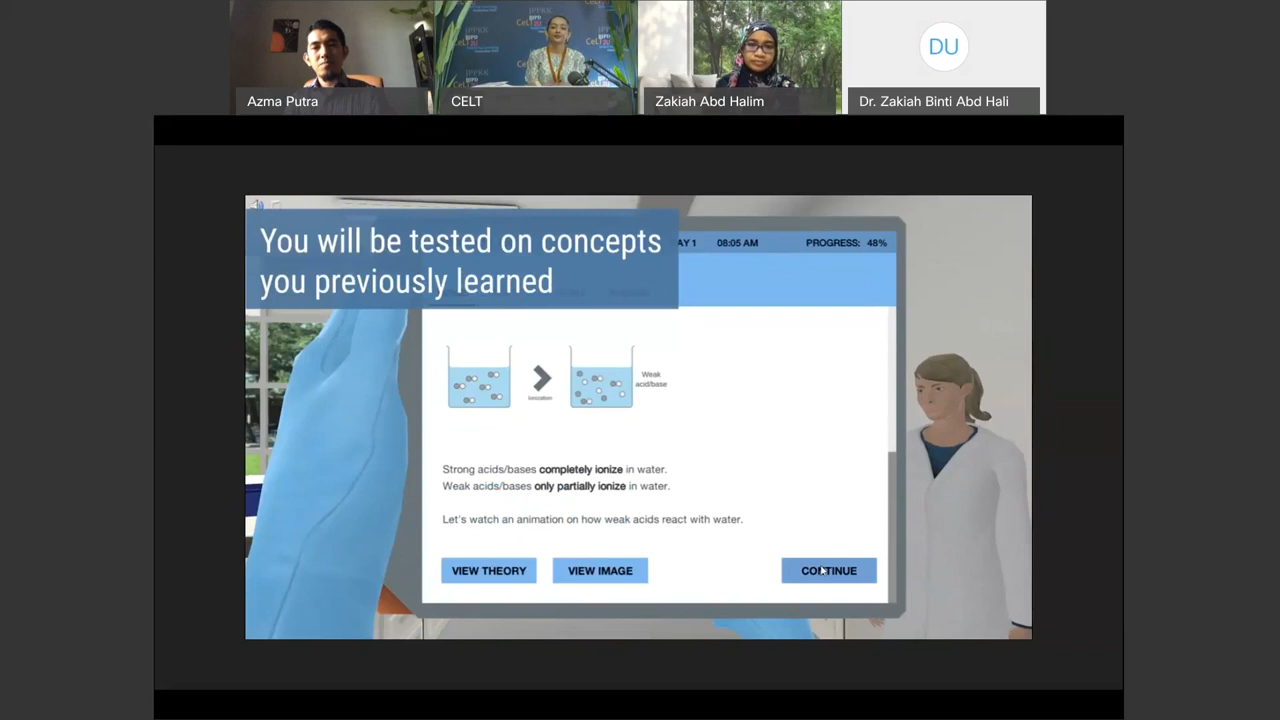 Azma Putra
CELT
Zakiah Abd Halim
DU
Dr. Zakiah Binti Abd Hali
You will be tested on concepts
you previously learned
AY 1 08:05 AM PROGRESS: 48%
Weak
acid/base
Ionization
Strong acids/bases completely ionize in water.
Weak acids/bases only partially ionize in water.
Let's watch an animation on how weak acids react with water.
VIEW THEORY VIEW IMAGE CONTINUE